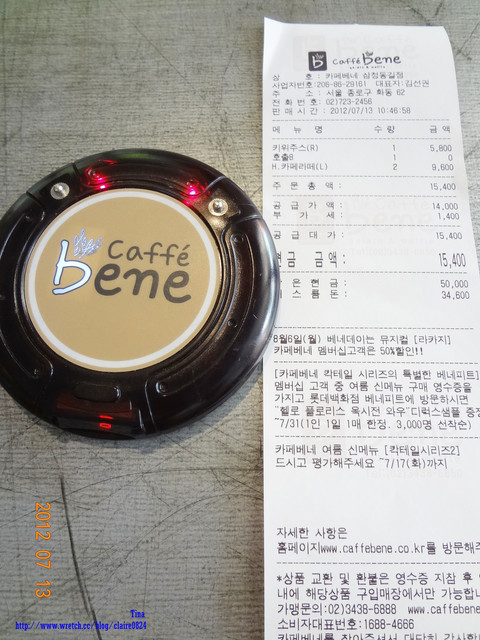 Caffé
bene
caffé bene
상 호 : 카페베네 삼청동길점
사업자번호:206-86-29161 대표자:김선권
주 소 : 서울 종로구 화동 62
전 화 번 호: 02)723-2456
판 매 시 간 : 2012/07/13 10:46:58
메 뉴 명 수 량 금 액
키위주스(R) 1 5,800
호출6 1 0
H.카페라떼(L) 2 9,600
주 문 총 액 : 15,400
공 급 가 액 : 14,000
부 가 세 : 1,400
공 급 대 가 : 15,400
현금 금액: 15,400
은 현금 : 50,000
스름돈 : 34,600
8월6일(월) 베네데이는 뮤지컬 [라카지]
카페베네 멤버십고객은 50%할인!!
[카페베네 칵테일 시리즈의 특별한 베네피트]
멤버십 고객 중 여름 신메뉴 구매 영수증을
가지고 롯데백화점 베네피트에 방문하시면
"헬로 플로리스 옥시전 와우"디럭스샘플 증정
~7/31(1인 1일 1매 한정. 3,000명 선착순)
카페베네 여름 신메뉴 [칵테일시리즈2]
드시고 평가해주세요 ~7/17(화)까지
자세한 사항은
홈페이지www.caffebene.co.kr를 방문해주
*상품 교환 및 환불은 영수증 지참 후
내에 해당상품 구입매장에서만 가능합니
가맹문의:02)3438-6888 www.caffebene
소비자대표번호:1688-4666
2012 07 13
Tina
www.wretch.cc/blog/claire0824